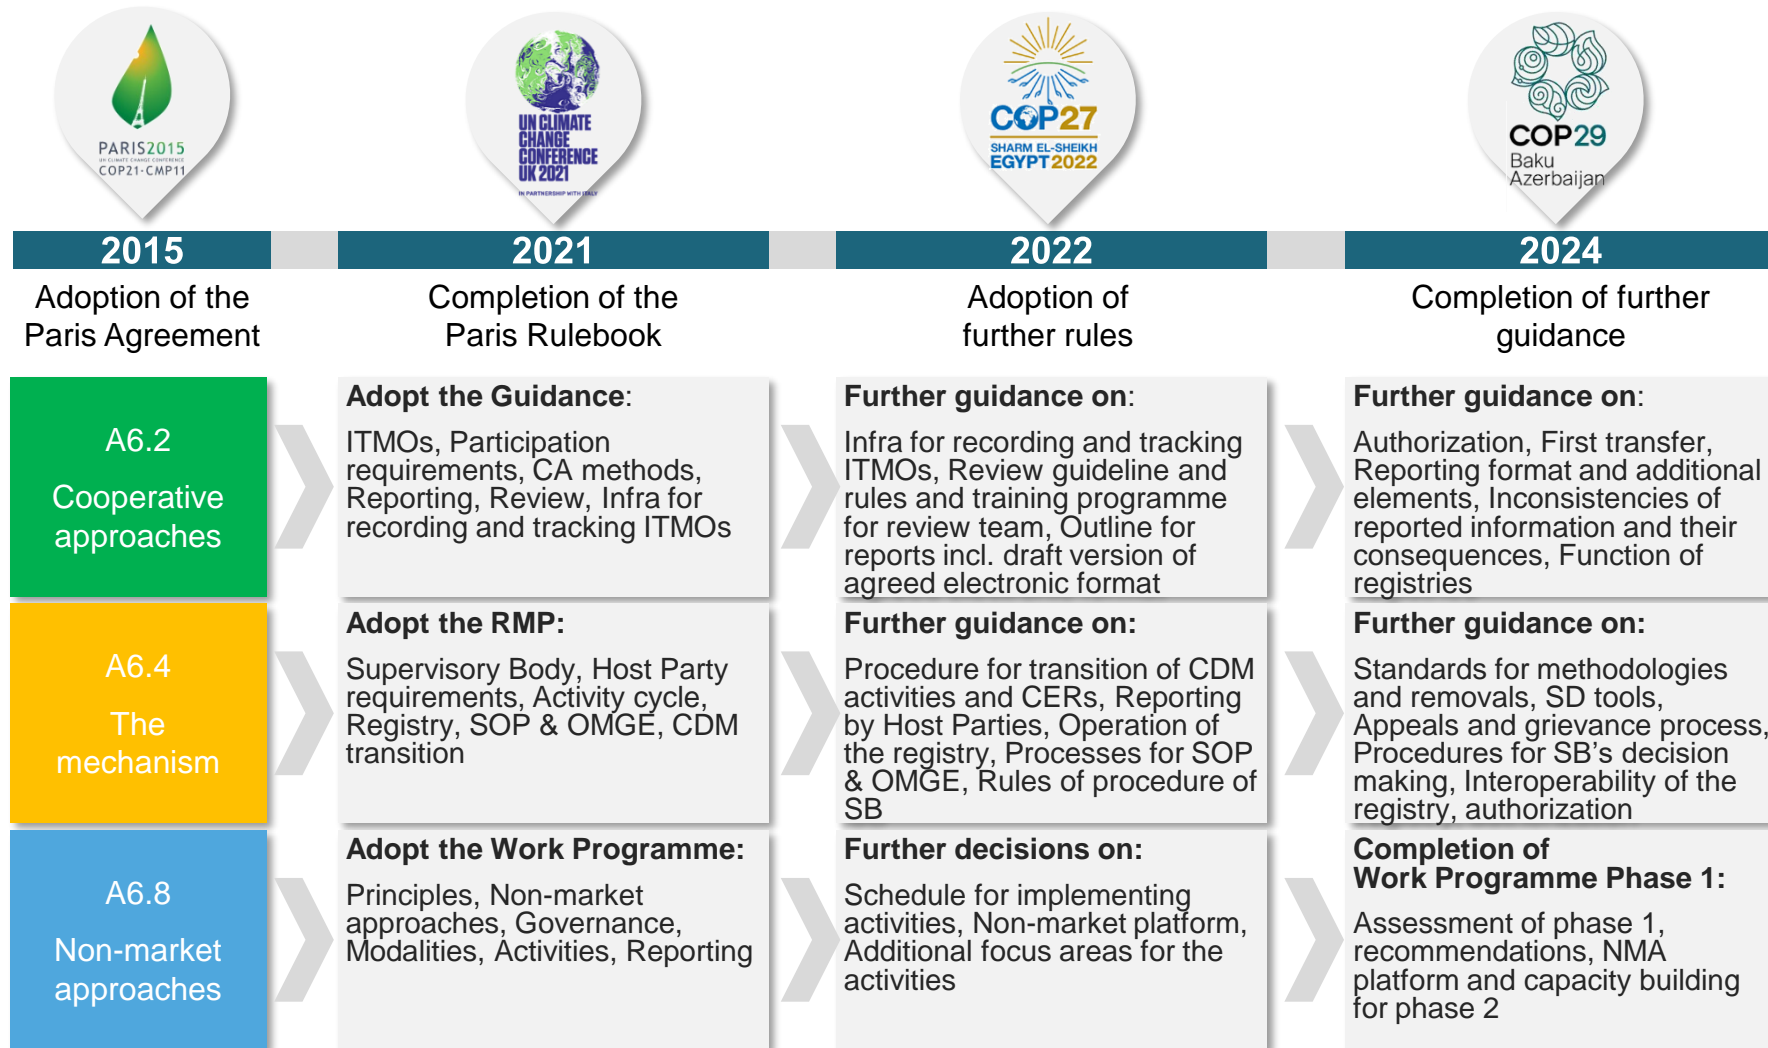 PARIS2015
UN CLIMATE CHANGE CONFERENCE
COP21-CMP11
UN CLIMATE
CHANGE
CONFERENCE
UK 2021
IN PARTNERSHIP WITH ITALY
COP27
SHARM EL-SHEIKH
EGYPT2022
COP29
Baku
Azerbaijan
2015
2021
2022
2024
Adoption of the
Paris Agreement
Completion of the
Paris Rulebook
Adoption of
further rules
Completion of further
guidance
A6.2
Cooperative
approaches
Adopt the Guidance:
ITMOs, Participation
requirements, CA methods,
Reporting, Review, Infra for
recording and tracking ITMOs
Further guidance on:
Infra for recording and tracking
ITMOs, Review guideline and
rules and training programme
for review team, Outline for
reports incl. draft version of
agreed electronic format
Further guidance on:
Authorization, First transfer,
Reporting format and additional
elements, Inconsistencies of
reported information and their
consequences, Function of
registries
A6.4
The
mechanism
Adopt the RMP:
Supervisory Body, Host Party
requirements, Activity cycle,
Registry, SOP & OMGE, CDM
transition
Further guidance on:
Procedure for transition of CDM
activities and CERs, Reporting
by Host Parties, Operation of
the registry, Processes for SOP
& OMGE, Rules of procedure of
SB
Further guidance on:
Standards for methodologies
and removals, SD tools,
Appeals and grievance process,
Procedures for SB's decision
making, Interoperability of the
registry, authorization
A6.8
Non-market
approaches
Adopt the Work Programme:
Principles, Non-market
approaches, Governance,
Modalities, Activities, Reporting
Further decisions on:
Schedule for implementing
activities, Non-market platform,
Additional focus areas for the
activities
Completion of
Work Programme Phase 1:
Assessment of phase 1,
recommendations, NMA
platform and capacity building
for phase 2